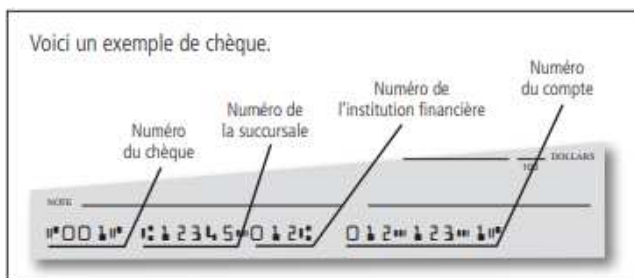 Voici un exemple de chèque.
Numéro
du chèque
Numéro de
la succursale
Numéro de
l'institution financière
Numéro
du compte
100 DOLLARS
NOTE
⑈001⑈ ⑆12345⑉012⑆ 012⑉123⑉1⑈